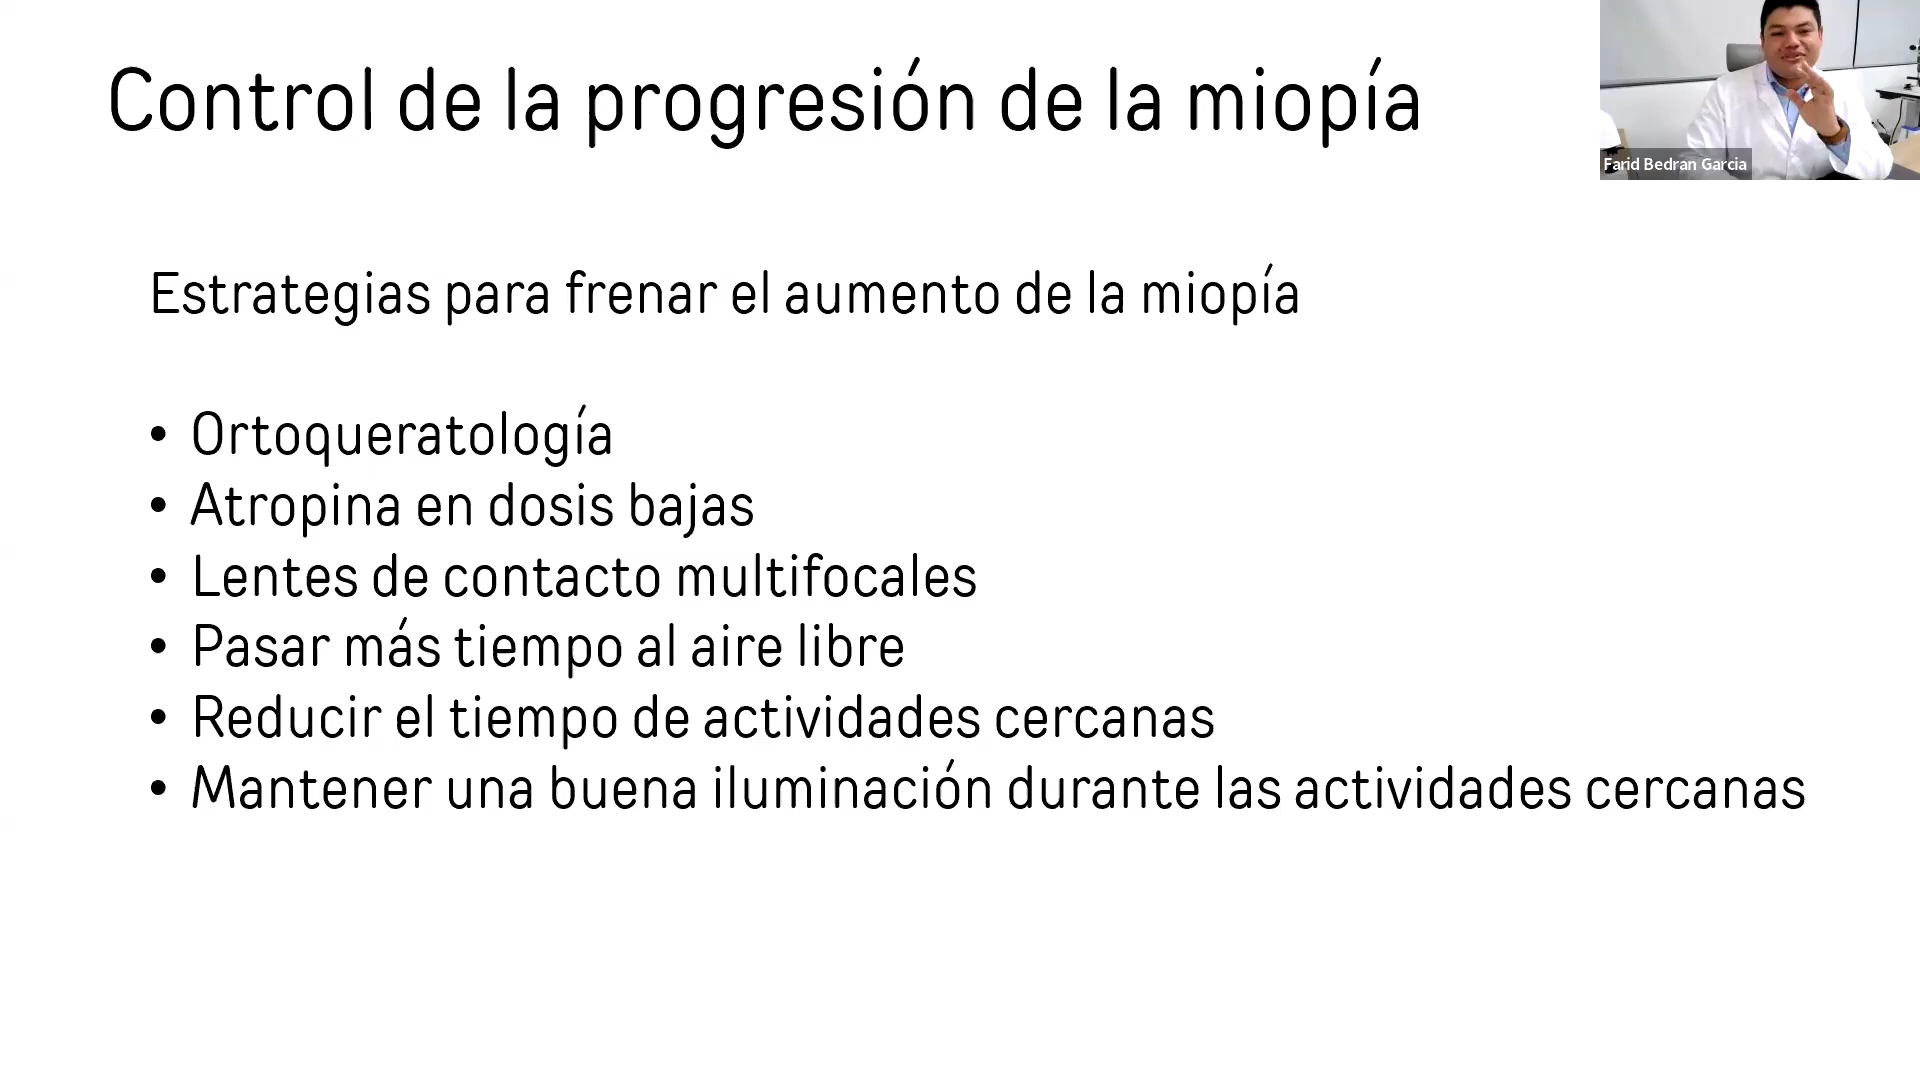 Control de la progresión de la miopía
Farid Bedran Garcia
Estrategias para frenar el aumento de la miopía
• Ortoqueratología
• Atropina en dosis bajas
• Lentes de contacto multifocales
• Pasar más tiempo al aire libre
• Reducir el tiempo de actividades cercanas
• Mantener una buena iluminación durante las actividades cercanas